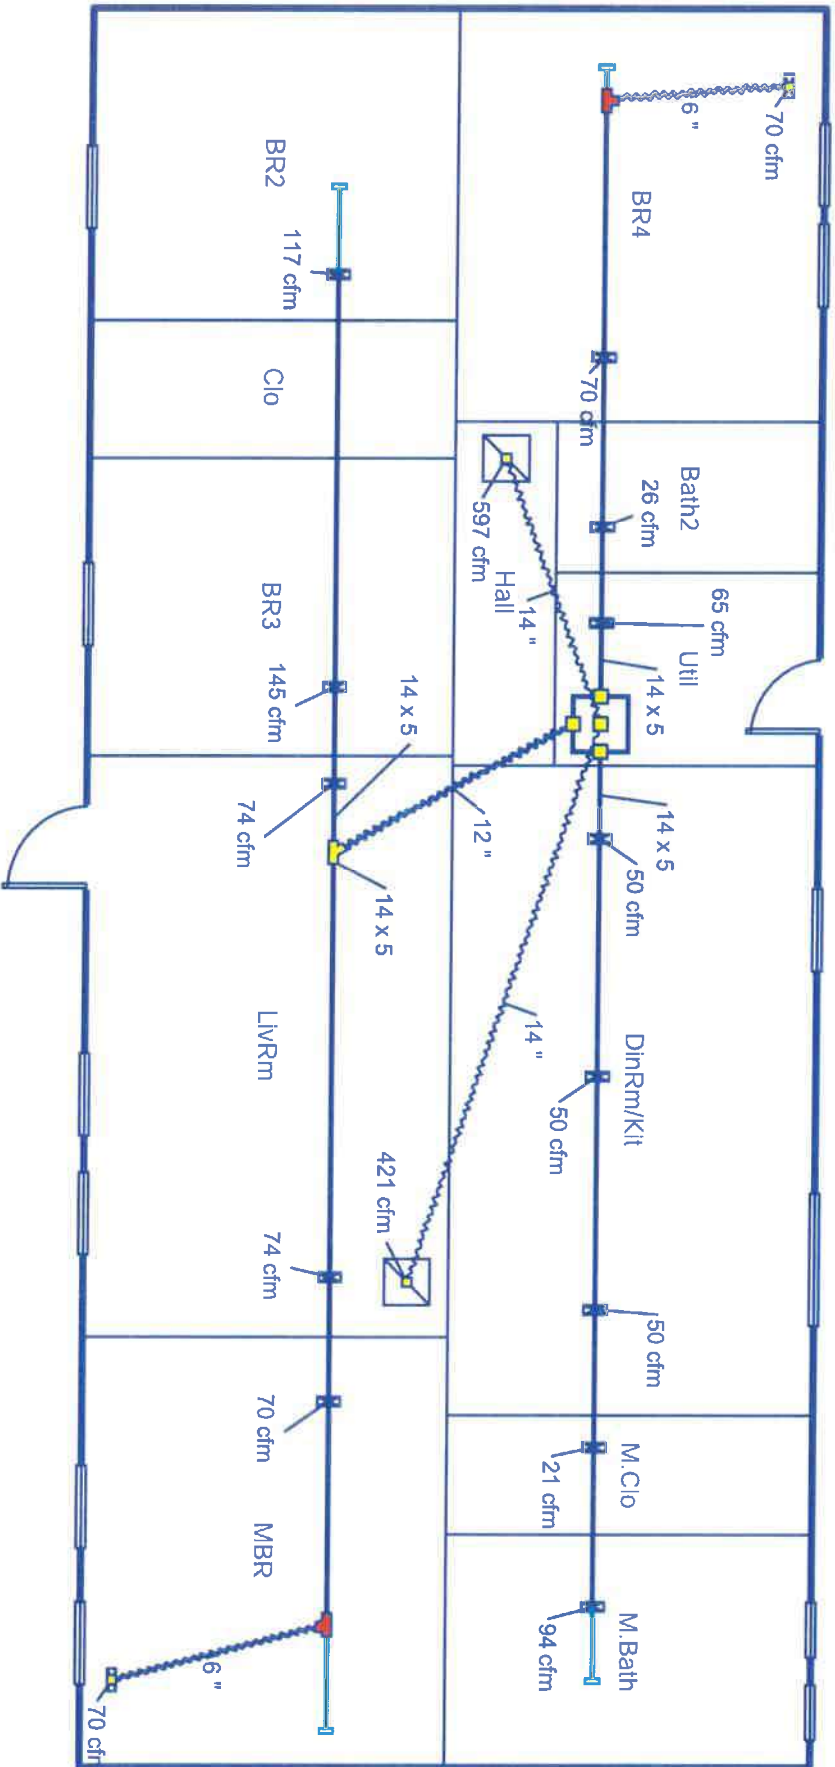 70 cfm
6 "
BR4
70 cfm
Bath2
26 cfm
65 cfm
Util
14 x 5
14 x 5
50 cfm
DinRm/Kit
50 cfm
50 cfm
M.Clo
21 cfm
M.Bath
94 cfm
597 cfm
Hall
14 "
12 "
14 "
421 cfm
BR2
117 cfm
Clo
BR3
145 cfm
14 x 5
74 cfm
14 x 5
LivRm
74 cfm
70 cfm
MBR
6 "
70 cfm